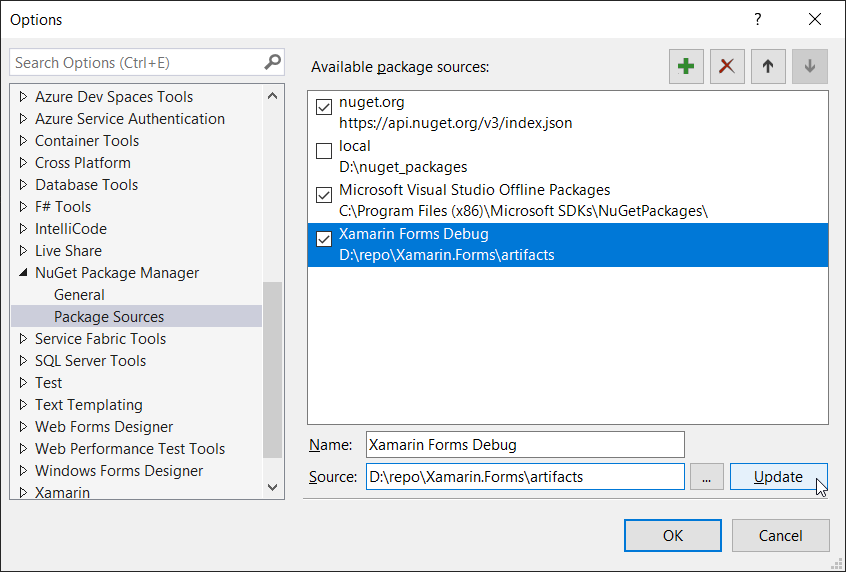 Options
?
Search Options (Ctrl+E)
Azure Dev Spaces Tools
Azure Service Authentication
Container Tools
Cross Platform
Database Tools
F# Tools
IntelliCode
Live Share
NuGet Package Manager
General
Package Sources
Service Fabric Tools
SQL Server Tools
Test
Text Templating
Web Forms Designer
Web Performance Test Tools
Windows Forms Designer
Xamarin
Available package sources:
nuget.org
https://api.nuget.org/v3/index.json
local
D:\nuget_packages
Microsoft Visual Studio Offline Packages
C:\Program Files (x86)\Microsoft SDKs\NuGetPackages\
Xamarin Forms Debug
D:\repo\Xamarin.Forms\artifacts
Name: Xamarin Forms Debug
Source: D:\repo\Xamarin.Forms\artifacts ... Update
OK Cancel